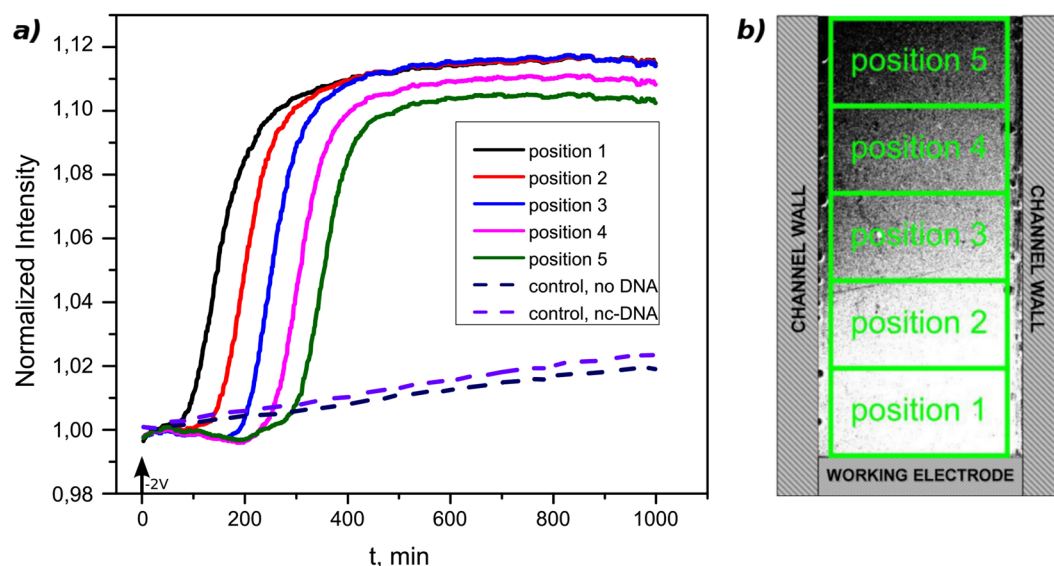 a)
1,12
1,10
1,08
1,06
1,04
1,02
1,00
0,98
Normalized Intensity
position 1
position 2
position 3
position 4
position 5
control, no DNA
control, nc-DNA
-2V
0
200
400
600
800
1000
t, min
b)
CHANNEL WALL
position 5
position 4
position 3
position 2
position 1
CHANNEL WALL
WORKING ELECTRODE